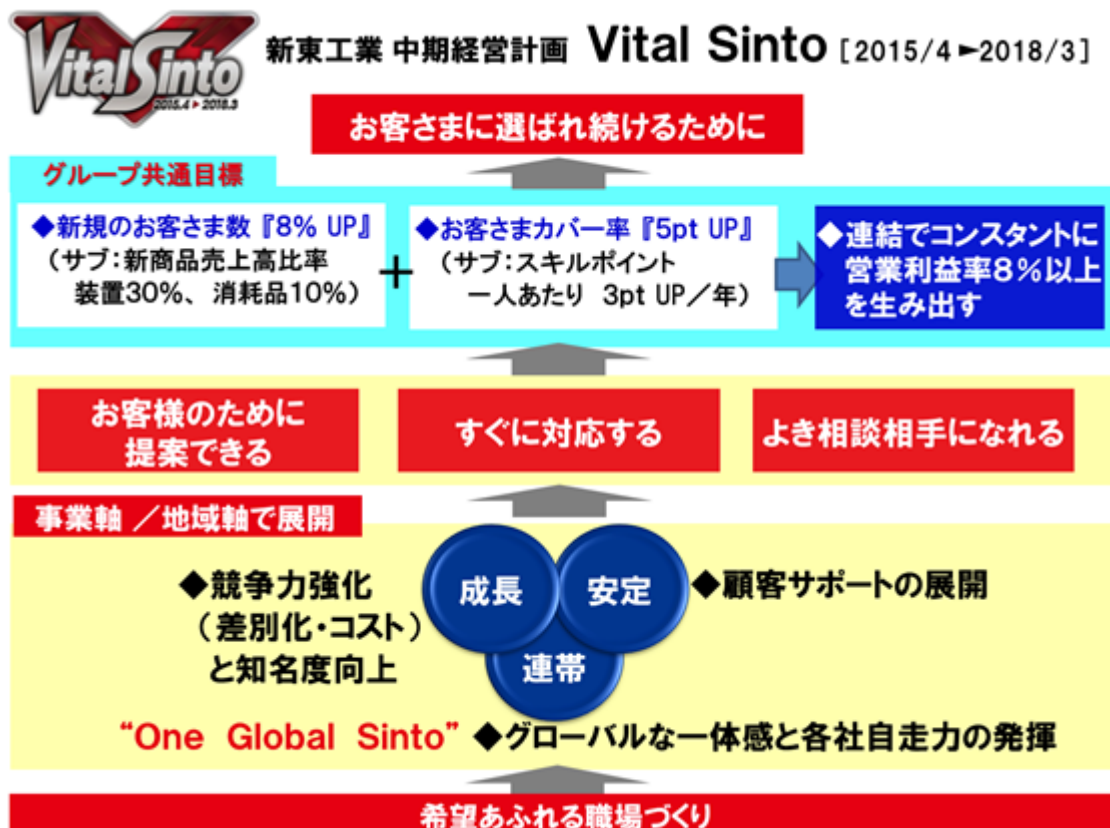 VitalSinto
2015.4 ▶ 2018.3
新東工業 中期経営計画 Vital Sinto [2015/4►2018/3]
お客さまに選ばれ続けるために
グループ共通目標
◆新規のお客さま数『8% UP』
（サブ：新商品売上高比率
装置30%、消耗品10%）
+
◆お客さまカバー率『5pt UP』
（サブ：スキルポイント
一人あたり 3pt UP／年）
◆連結でコンスタントに
営業利益率8％以上
を生み出す
お客様のために
提案できる
すぐに対応する
よき相談相手になれる
事業軸 ／地域軸で展開
◆競争力強化
（差別化・コスト）
と知名度向上
成長
安定
連帯
◆顧客サポートの展開
“One Global Sinto” ◆グローバルな一体感と各社自走力の発揮
希望あふれる職場づくり